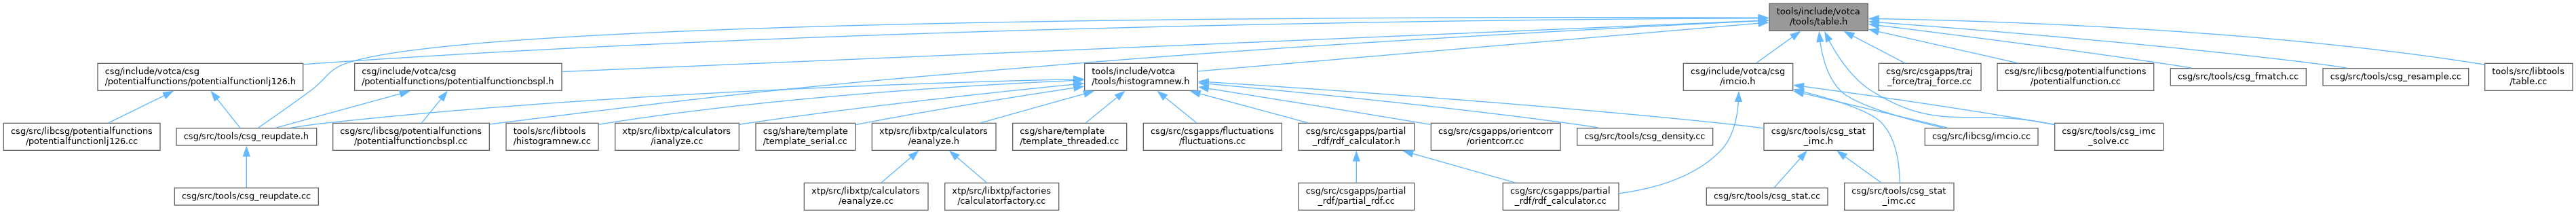 tools/include/votca
/tools/table.h
csg/include/votca/csg
/potentialfunctions/potentialfunctionlj126.h
csg/include/votca/csg
/potentialfunctions/potentialfunctioncbspl.h
tools/include/votca
/tools/histogramnew.h
csg/include/votca/csg
/imcio.h
csg/src/csgapps/traj
_force/traj_force.cc
csg/src/libcsg/potentialfunctions
/potentialfunction.cc
csg/src/tools/csg_fmatch.cc
csg/src/tools/csg_resample.cc
tools/src/libtools
/table.cc
csg/src/libcsg/potentialfunctions
/potentialfunctionlj126.cc
csg/src/tools/csg_reupdate.h
csg/src/libcsg/potentialfunctions
/potentialfunctioncbspl.cc
tools/src/libtools
/histogramnew.cc
xtp/src/libxtp/calculators
/ianalyze.cc
csg/share/template
/template_serial.cc
xtp/src/libxtp/calculators
/eanalyze.h
csg/share/template
/template_threaded.cc
csg/src/csgapps/fluctuations
/fluctuations.cc
csg/src/csgapps/partial
_rdf/rdf_calculator.h
csg/src/csgapps/orientcorr
/orientcorr.cc
csg/src/tools/csg_density.cc
csg/src/tools/csg_stat
_imc.h
csg/src/libcsg/imcio.cc
csg/src/tools/csg_imc
_solve.cc
csg/src/tools/csg_reupdate.cc
xtp/src/libxtp/calculators
/eanalyze.cc
xtp/src/libxtp/factories
/calculatorfactory.cc
csg/src/csgapps/partial
_rdf/partial_rdf.cc
csg/src/csgapps/partial
_rdf/rdf_calculator.cc
csg/src/tools/csg_stat.cc
csg/src/tools/csg_stat
_imc.cc